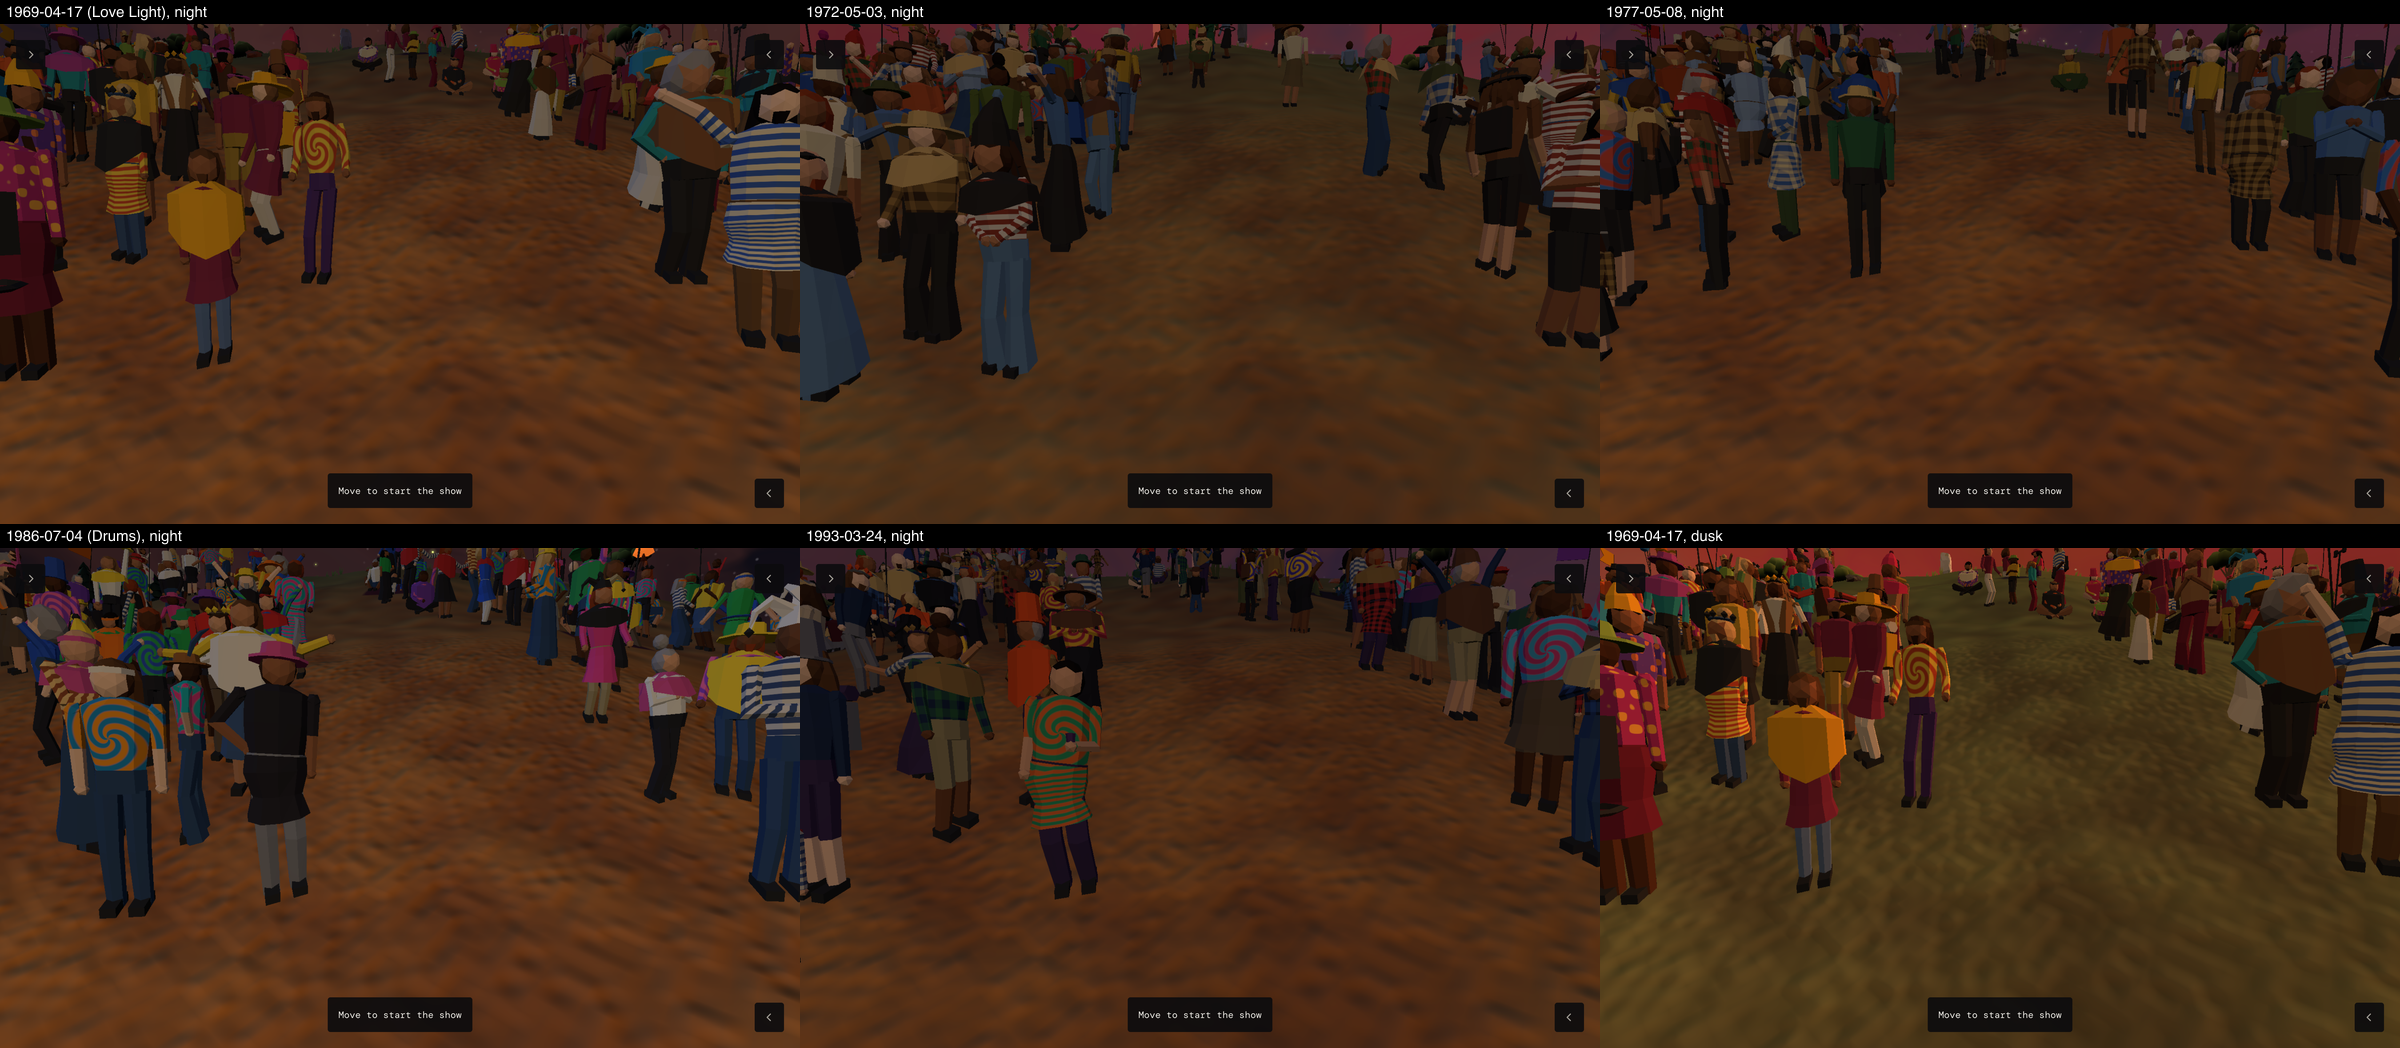 1969-04-17 (Love Light), night
1972-05-03, night
1977-05-08, night
Move to start the show
Move to start the show
Move to start the show
1986-07-04 (Drums), night
1993-03-24, night
1969-04-17, dusk
Move to start the show
Move to start the show
Move to start the show